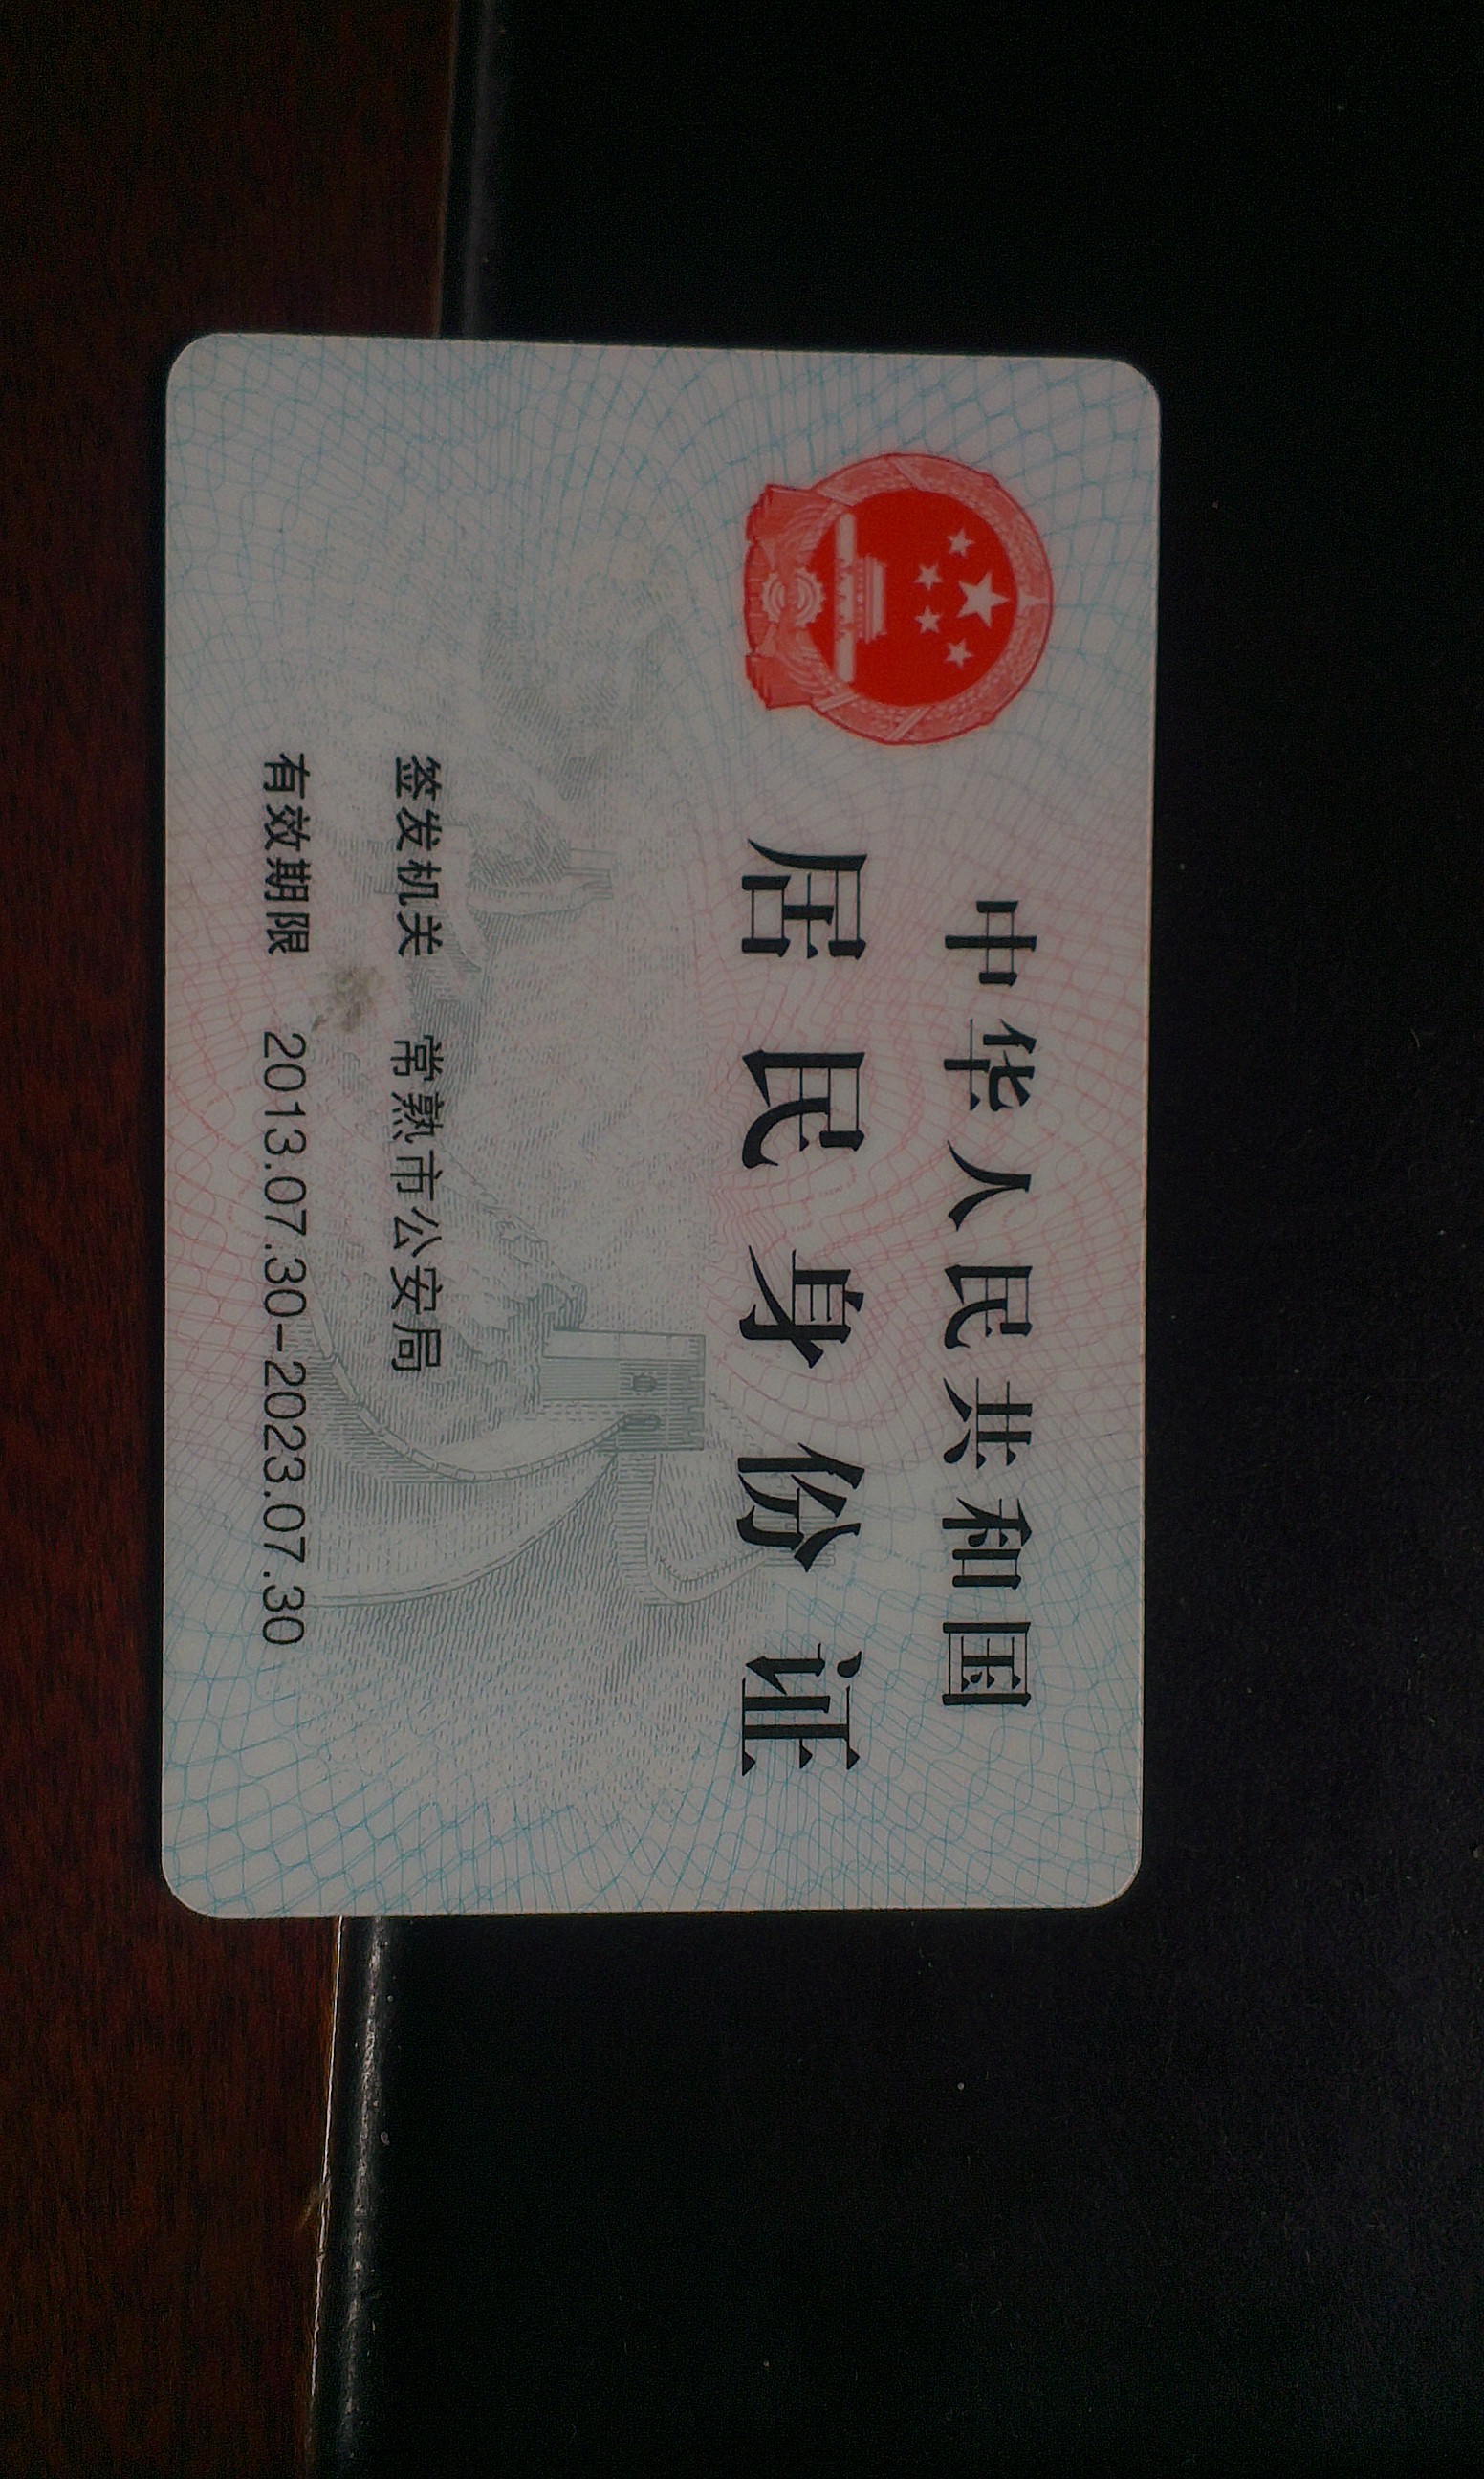 中华人民共和国
居民身份证
签发机关 常熟市公安局
有效期限 2013.07.30-2023.07.30